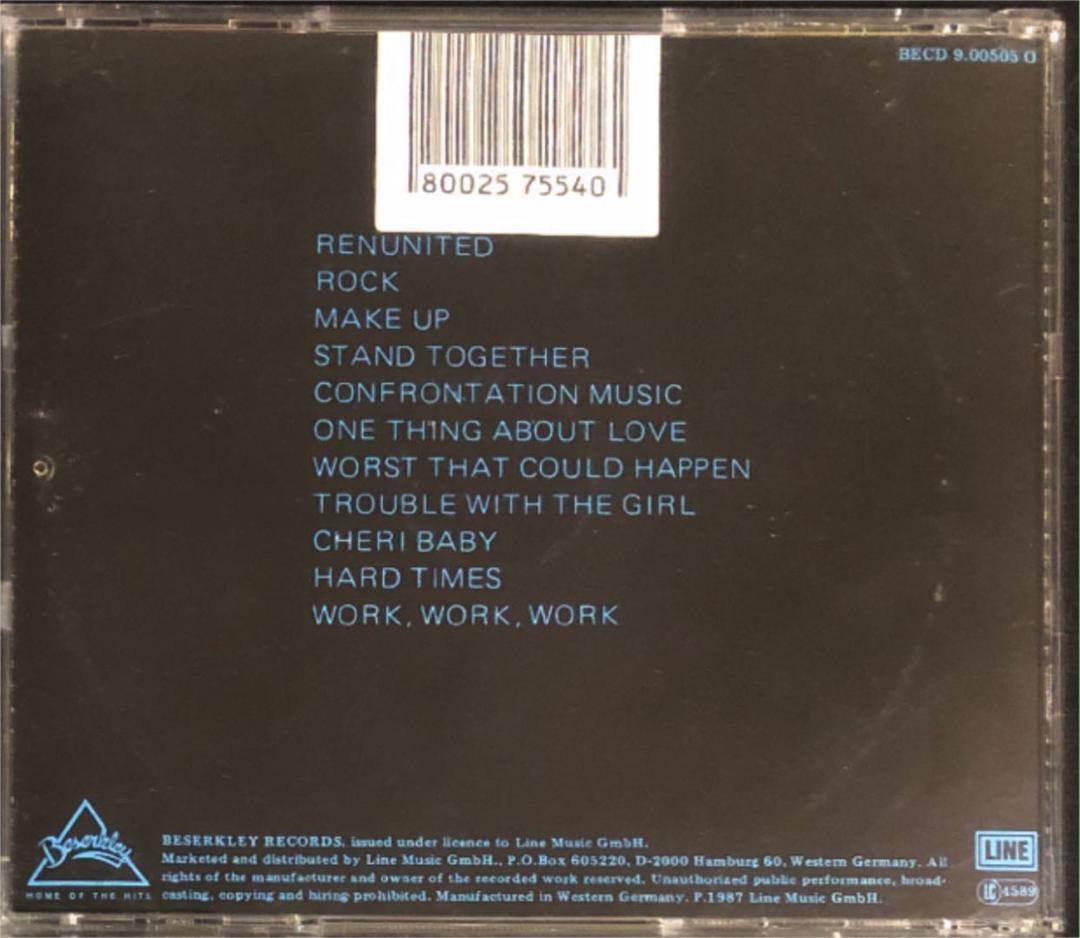 BECD 9.00505 O
80025 75540
RENUNITED
ROCK
MAKE UP
STAND TOGETHER
CONFRONTATION MUSIC
ONE THING ABOUT LOVE
WORST THAT COULD HAPPEN
TROUBLE WITH THE GIRL
CHERI BABY
HARD TIMES
WORK, WORK, WORK
Beserkley
HOME OF THE HITS
BESERKLEY RECORDS, issued under licence to Line Music GmbH.
Marketed and distributed by Line Music GmbH., P.O.Box 605220, D-2000 Hamburg 60, Western Germany. All
rights of the manufacturer and owner of the recorded work reserved. Unauthorized public performance, broad-
casting, copying and hiring prohibited. Manufactured in Western Germany. P.1987 Line Music GmbH.
LINE
LC 4589